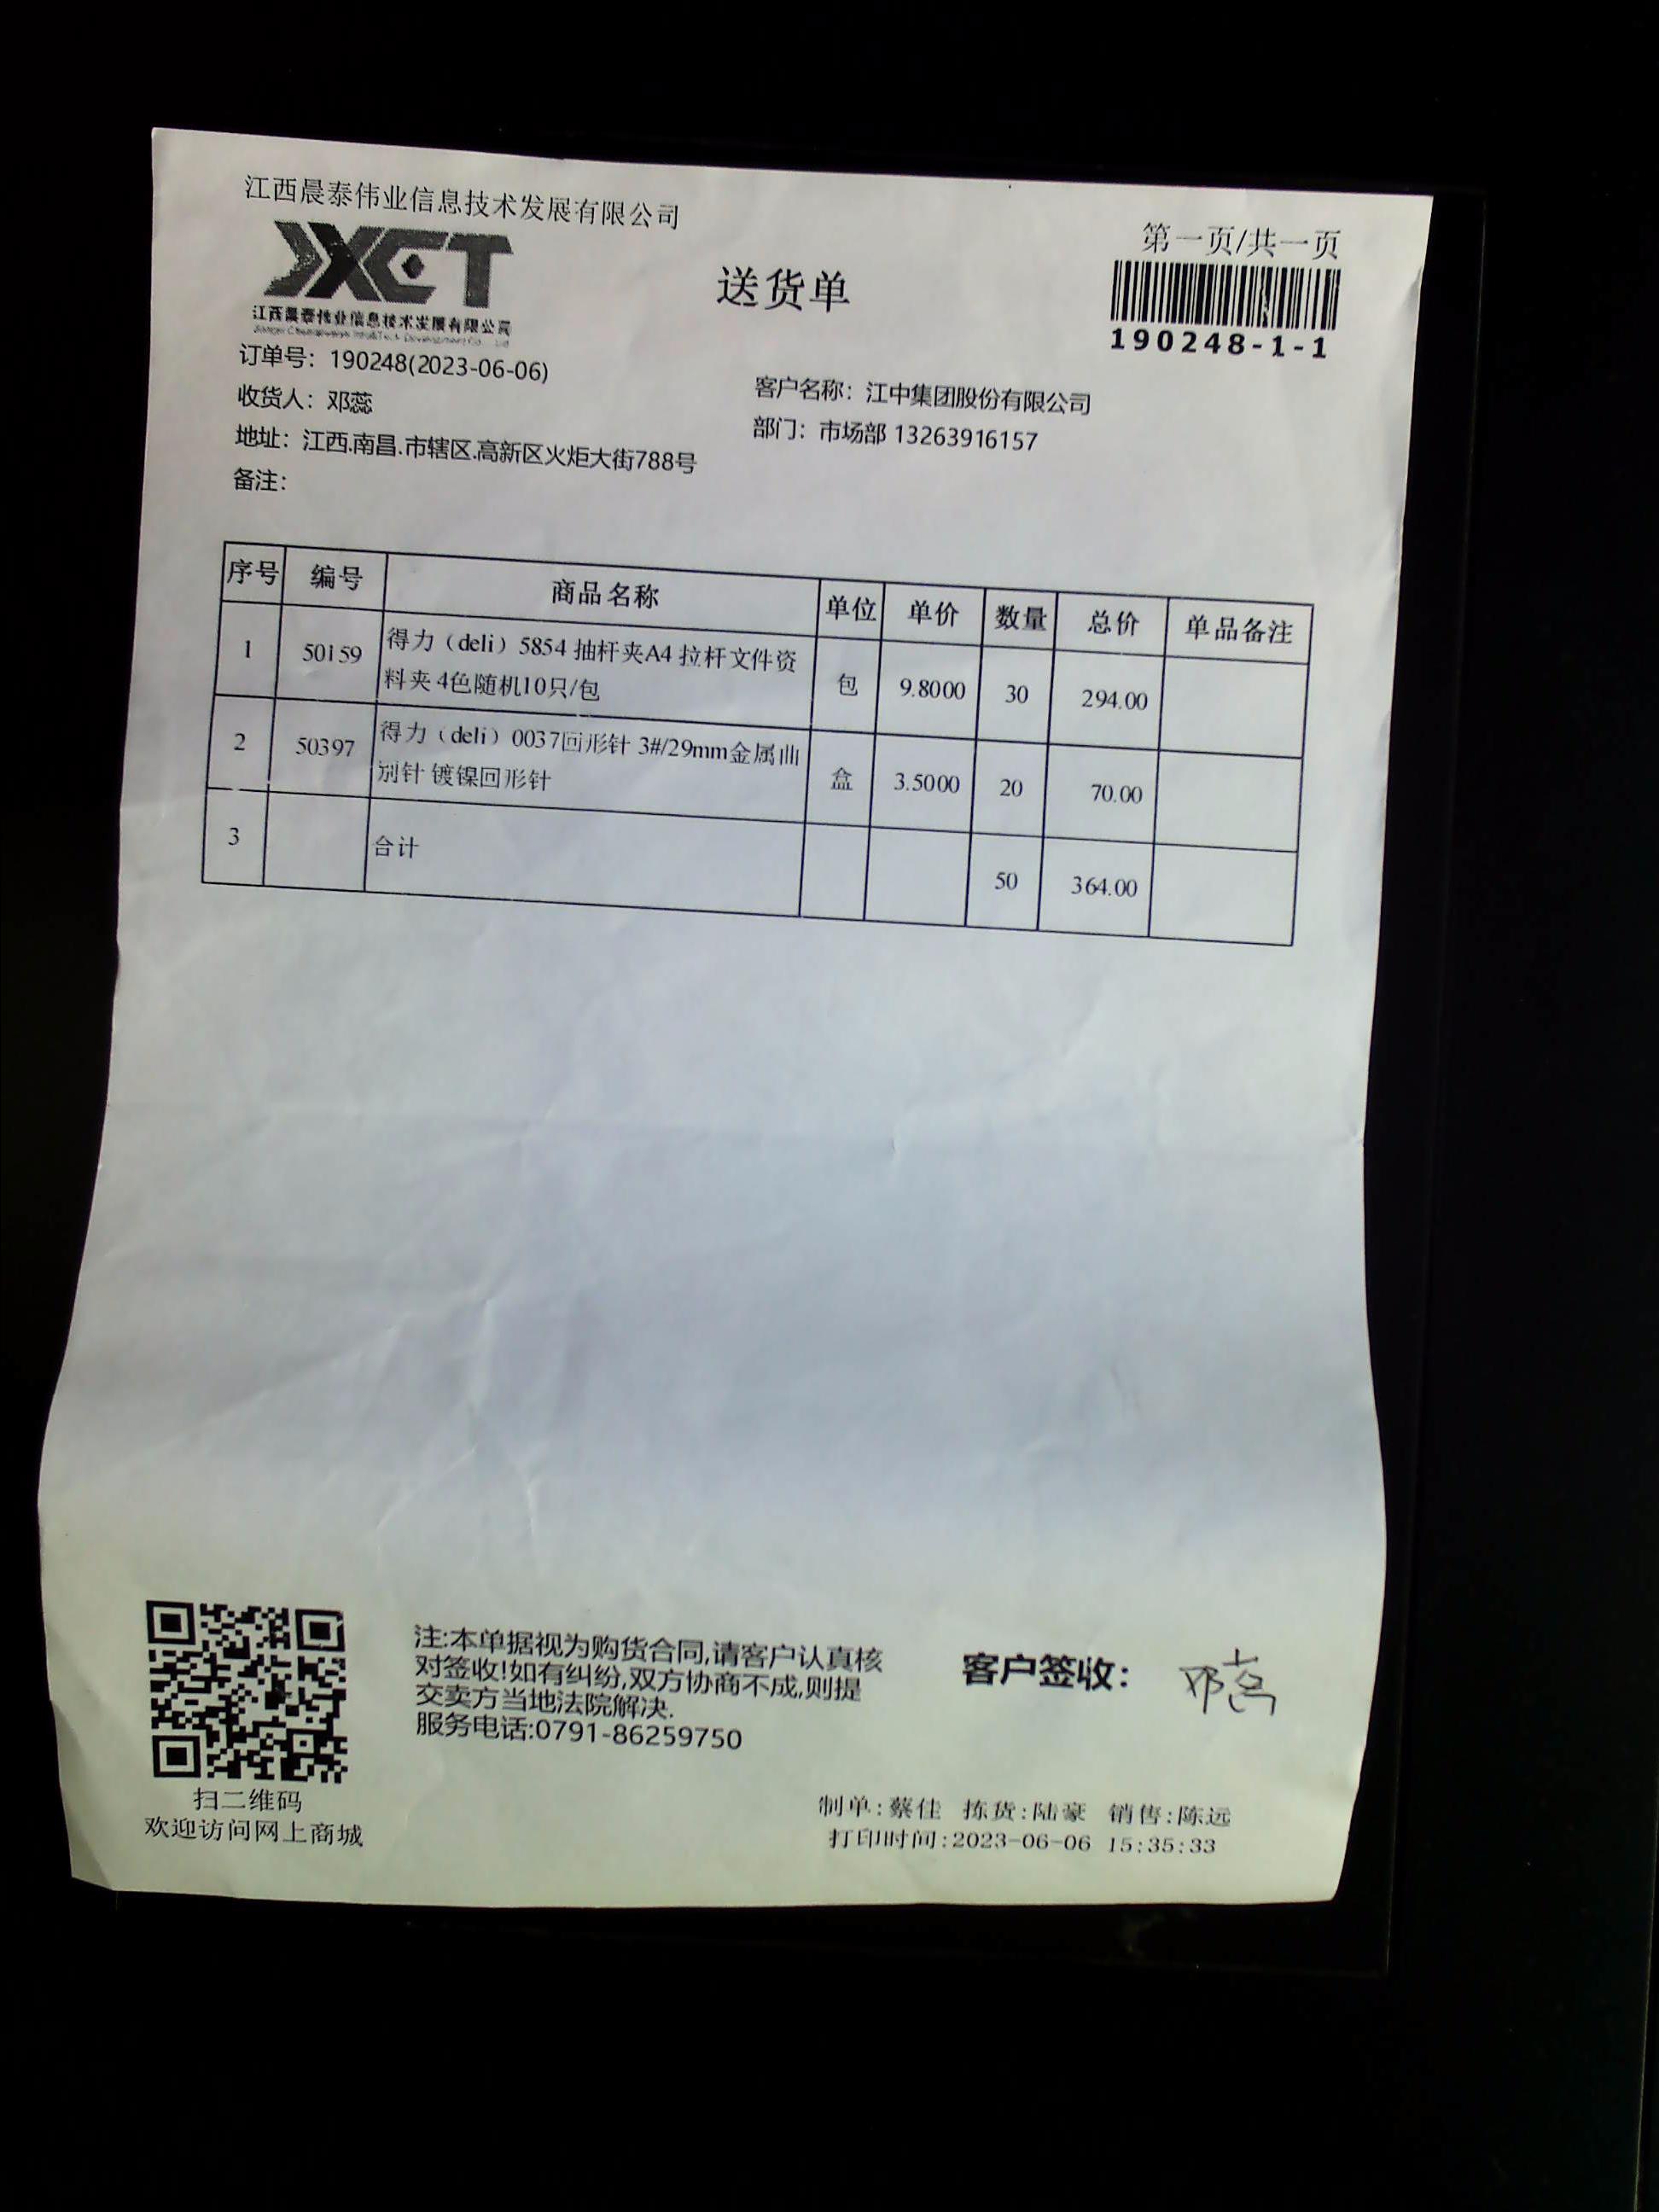 江西晨泰伟业信息技术发展有限公司
JXCT
江西晨泰伟业信息技术发展有限公司
送货单
第一页/共一页
190248-1-1
订单号：190248(2023-06-06)
收货人：邓蕊
客户名称：江中集团股份有限公司
地址：江西.南昌.市辖区.高新区火炬大街788号
部门：市场部 13263916157
备注：
序号 编号 商品名称 单位 单价 数量 总价 单品备注
1 50159 得力（deli）5854 抽杆夹A4 拉杆文件资 包 9.8000 30 294.00
料夹 4色随机10只/包
2 50397 得力（deli）0037回形针 3#/29mm金属曲 盒 3.5000 20 70.00
别针 镀镍回形针
3 合计 50 364.00
注:本单据视为购货合同,请客户认真核
对签收!如有纠纷,双方协商不成,则提
交卖方当地法院解决.
服务电话:0791-86259750
客户签收：
扫二维码
欢迎访问网上商城
制单:蔡佳 拣货:陆豪 销售:陈远
打印时间:2023-06-06 15:35:33